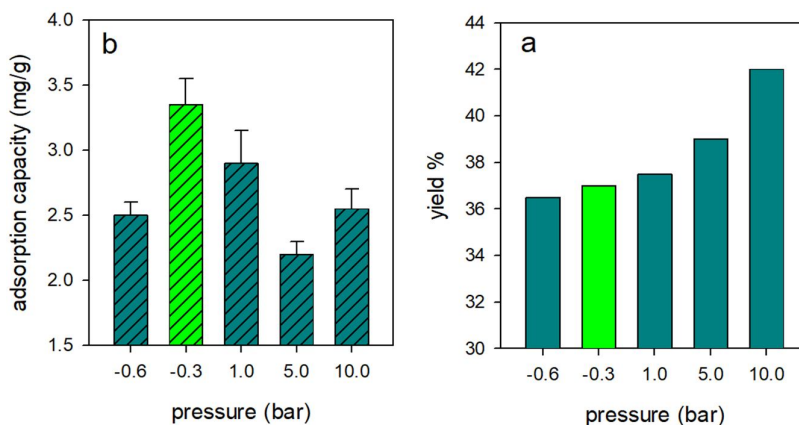 b
adsorption capacity (mg/g)
4.0
3.5
3.0
2.5
2.0
1.5
-0.6 -0.3 1.0 5.0 10.0
pressure (bar)
a
yield %
44
42
40
38
36
34
32
30
-0.6 -0.3 1.0 5.0 10.0
pressure (bar)